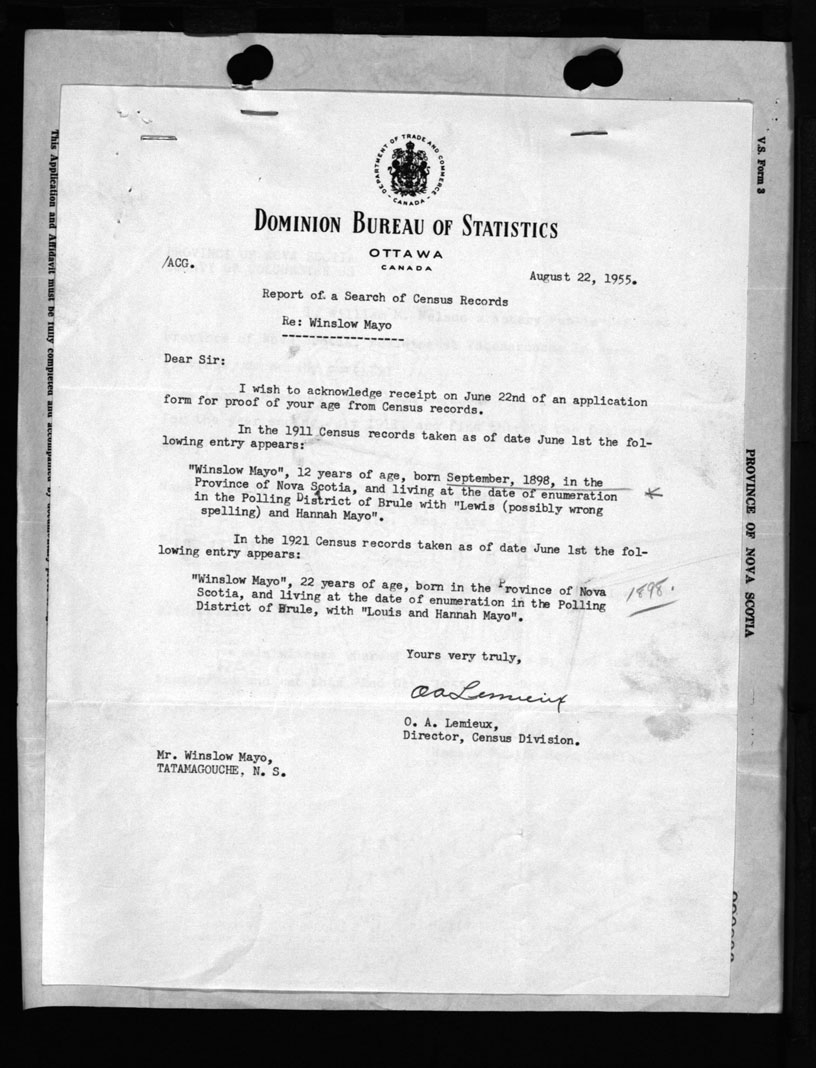 DEPARTMENT OF TRADE AND COMMERCE
CANADA
DOMINION BUREAU OF STATISTICS
OTTAWA
CANADA
/ACG.
August 22, 1955.
Report of a Search of Census Records
Re: Winslow Mayo
Dear Sir:
I wish to acknowledge receipt on June 22nd of an application
form for proof of your age from Census records.
In the 1911 Census records taken as of date June 1st the fol-
lowing entry appears:
"Winslow Mayo", 12 years of age, born September, 1898, in the
Province of Nova Scotia, and living at the date of enumeration
in the Polling District of Brule with "Lewis (possibly wrong
spelling) and Hannah Mayo".
In the 1921 Census records taken as of date June 1st the fol-
lowing entry appears:
"Winslow Mayo", 22 years of age, born in the Province of Nova
Scotia, and living at the date of enumeration in the Polling
District of Brule, with "Louis and Hannah Mayo".
1898.
Yours very truly,
O A Lemieux
O. A. Lemieux,
Director, Census Division.
Mr. Winslow Mayo,
TATAMAGOUCHE, N. S.
This Application and Affidavit must be fully completed and accompanied by
V.S. Form 3
PROVINCE OF NOVA SCOTIA